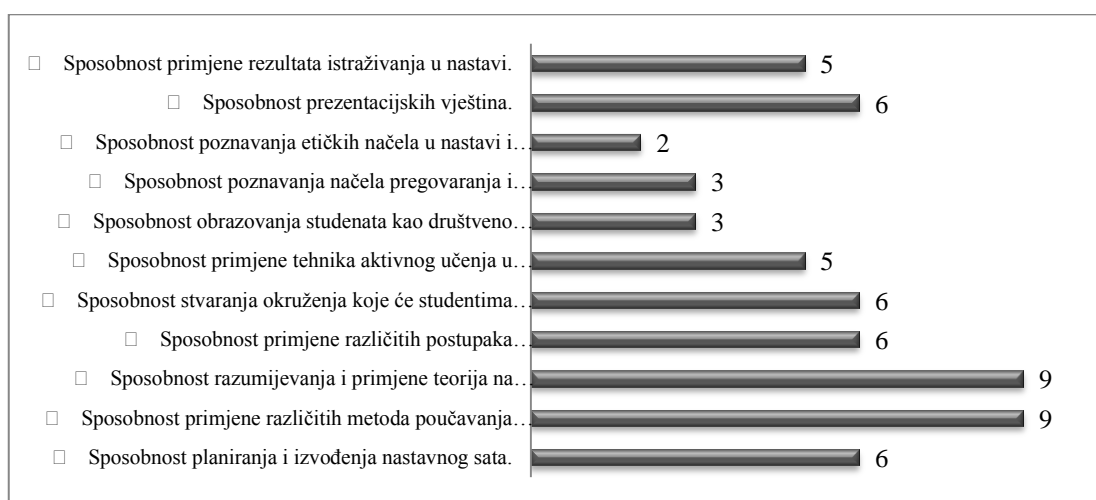 Sposobnost primjene rezultata istraživanja u nastavi. 5
Sposobnost prezentacijskih vještina. 6
Sposobnost poznavanja etičkih načela u nastavi i… 2
Sposobnost poznavanja načela pregovaranja i… 3
Sposobnost obrazovanja studenata kao društveno… 3
Sposobnost primjene tehnika aktivnog učenja u… 5
Sposobnost stvaranja okruženja koje će studentima… 6
Sposobnost primjene različitih postupaka… 6
Sposobnost razumijevanja i primjene teorija na… 9
Sposobnost primjene različitih metoda poučavanja… 9
Sposobnost planiranja i izvođenja nastavnog sata. 6